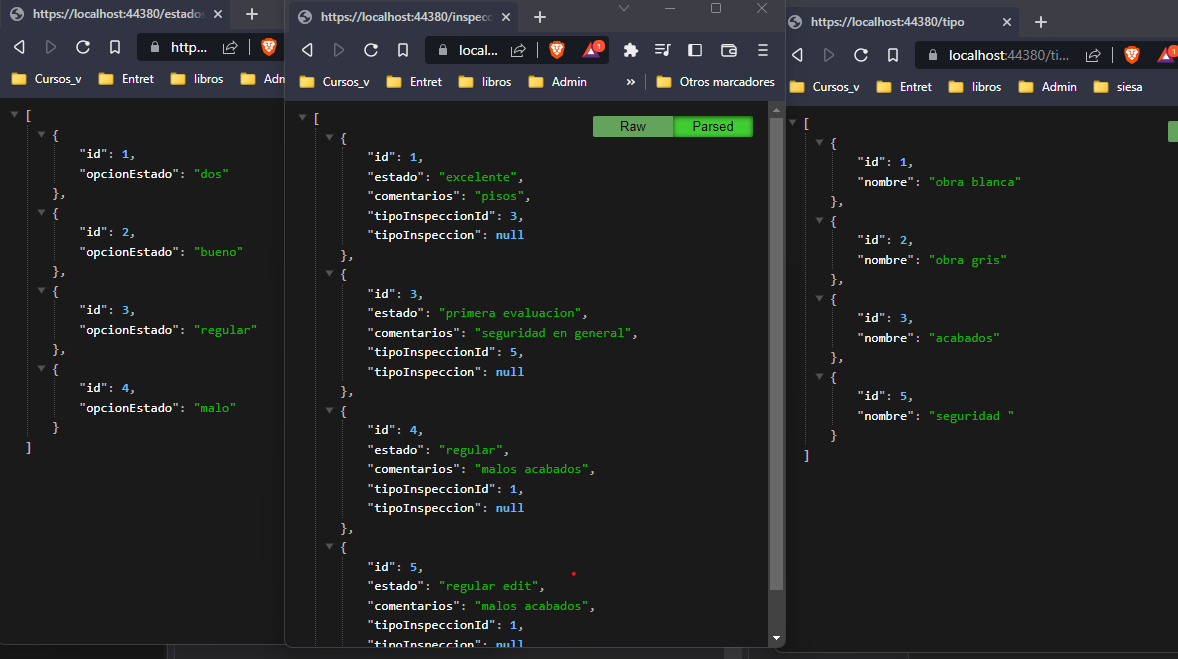 https://localhost:44380/estados
http...
Cursos_v
Entret
libros
Adm
[
{
"id": 1,
"opcionEstado": "dos"
},
{
"id": 2,
"opcionEstado": "bueno"
},
{
"id": 3,
"opcionEstado": "regular"
},
{
"id": 4,
"opcionEstado": "malo"
}
]
https://localhost:44380/inspecc
local...
1
Cursos_v
Entret
libros
Admin
»
Otros marcadores
Raw
Parsed
[
{
"id": 1,
"estado": "excelente",
"comentarios": "pisos",
"tipoInspeccionId": 3,
"tipoInspeccion": null
},
{
"id": 3,
"estado": "primera evaluacion",
"comentarios": "seguridad en general",
"tipoInspeccionId": 5,
"tipoInspeccion": null
},
{
"id": 4,
"estado": "regular",
"comentarios": "malos acabados",
"tipoInspeccionId": 1,
"tipoInspeccion": null
},
{
"id": 5,
"estado": "regular edit",
"comentarios": "malos acabados",
"tipoInspeccionId": 1,
"tipoInspeccion": null
https://localhost:44380/tipo
localhost:44380/ti...
1
Cursos_v
Entret
libros
Admin
siesa
[
{
"id": 1,
"nombre": "obra blanca"
},
{
"id": 2,
"nombre": "obra gris"
},
{
"id": 3,
"nombre": "acabados"
},
{
"id": 5,
"nombre": "seguridad "
}
]